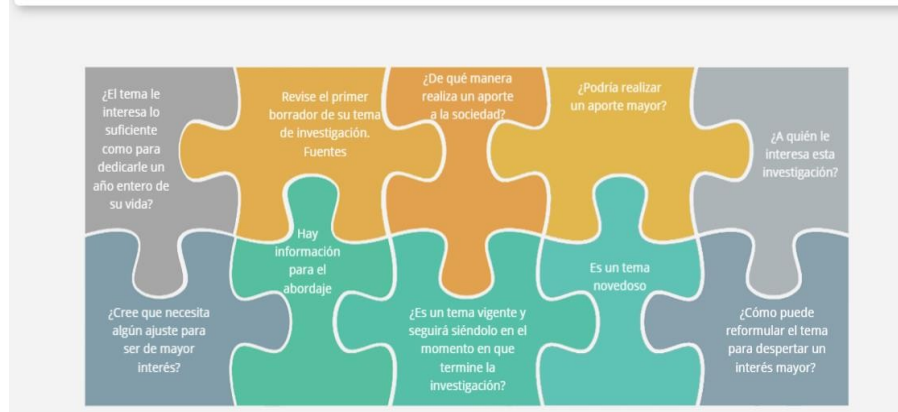 ¿El tema le
interesa lo
suficiente
como para
dedicarle un
año entero de
su vida?
Revise el primer
borrador de su tema
de investigación.
Fuentes
¿De qué manera
realiza un aporte
a la sociedad?
¿Podría realizar
un aporte mayor?
¿A quién le
interesa esta
investigación?
¿Cree que necesita
algún ajuste para
ser de mayor
interés?
Hay
información
para el
abordaje
¿Es un tema vigente y
seguirá siéndolo en el
momento en que
termine la
investigación?
Es un tema
novedoso
¿Cómo puede
reformular el tema
para despertar un
interés mayor?